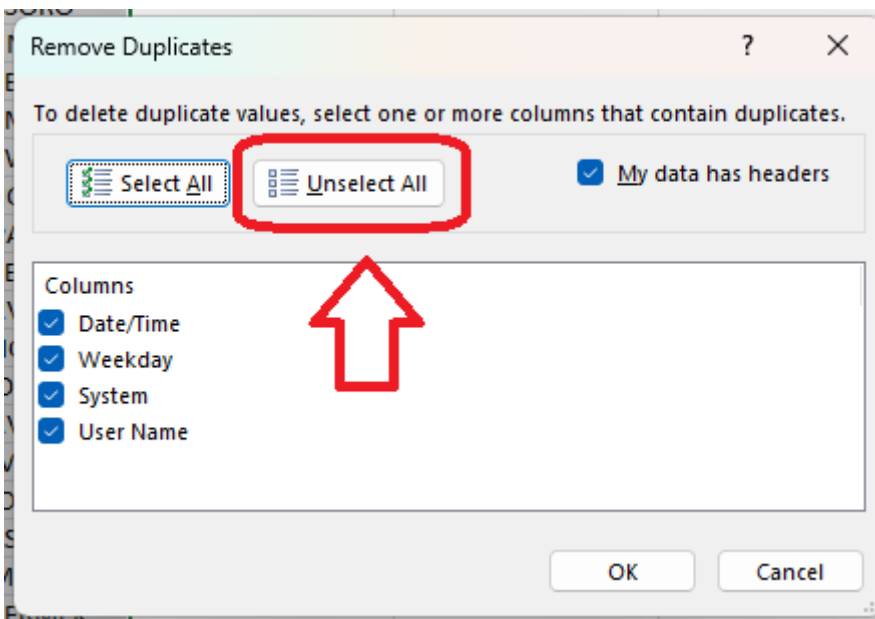 Remove Duplicates ?
To delete duplicate values, select one or more columns that contain duplicates.
Select All Unselect All My data has headers
Columns
Date/Time
Weekday
System
User Name
OK Cancel